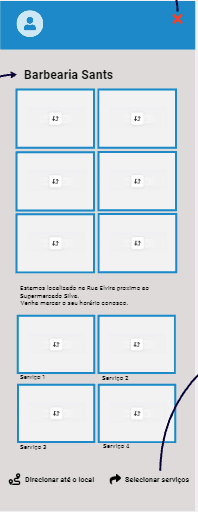 Barbearia Sants
Estamos localizado na Rua Elvira proximo ao
Supermercado Silva.
Venha marcar o seu horário conosco.
Serviço 1
Serviço 2
Serviço 3
Serviço 4
Direcionar até o local
Selecionar serviços